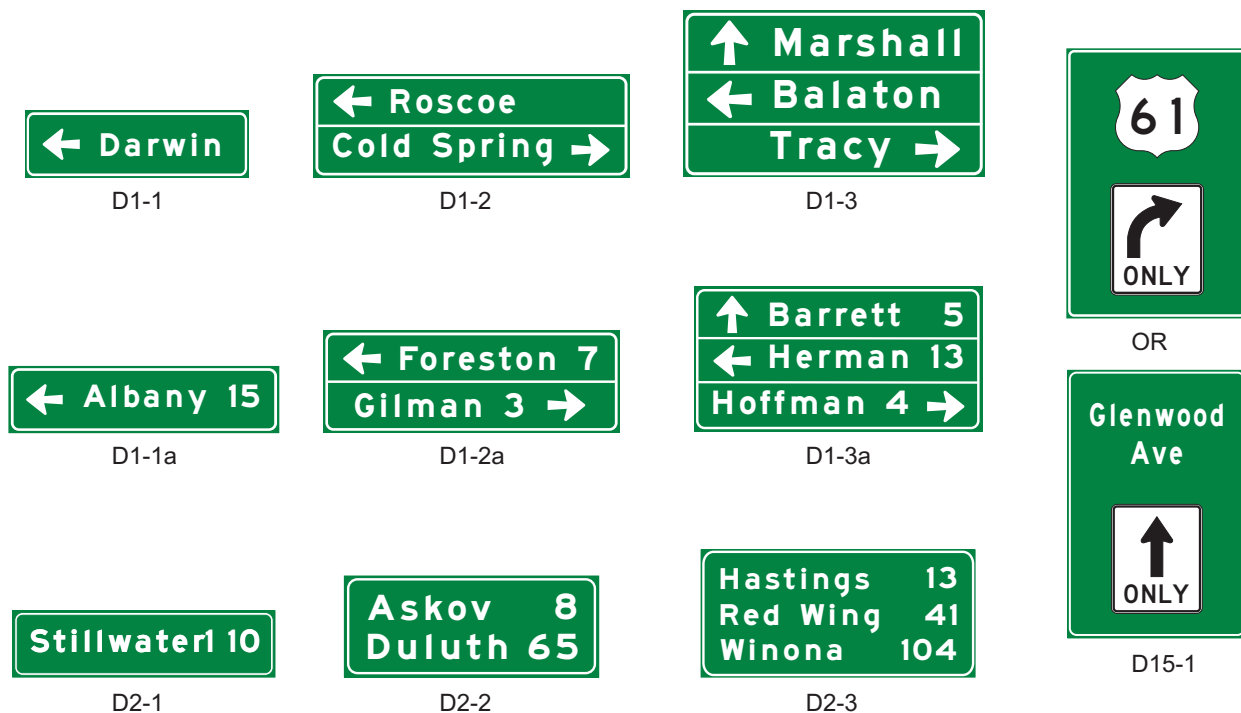 ← Darwin
D1-1
← Roscoe
Cold Spring →
D1-2
↑ Marshall
← Balaton
Tracy →
D1-3
61
ONLY
OR
← Albany 15
D1-1a
← Foreston 7
Gilman 3 →
D1-2a
↑ Barrett 5
← Herman 13
Hoffman 4 →
D1-3a
Glenwood
Ave
ONLY
D15-1
Stillwater1 10
D2-1
Askov 8
Duluth 65
D2-2
Hastings 13
Red Wing 41
Winona 104
D2-3